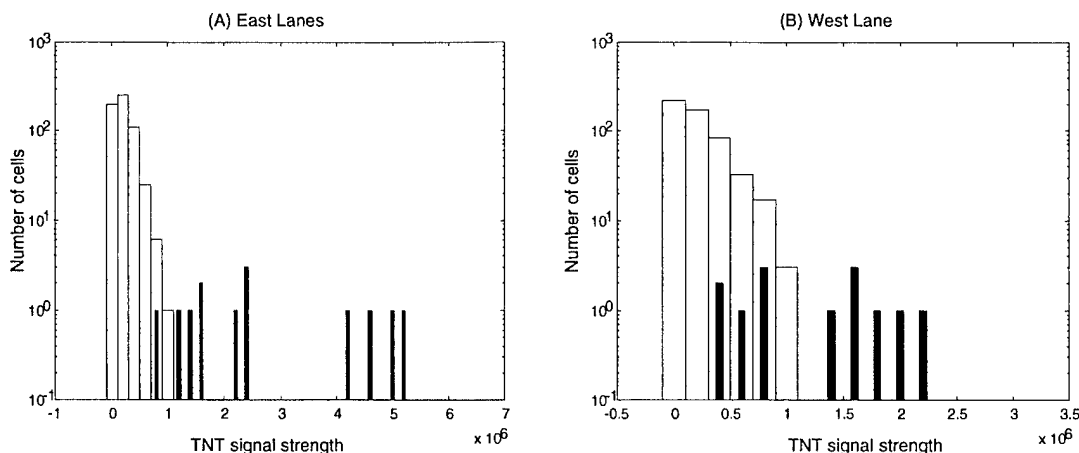 (A) East Lanes
(B) West Lane
10^3
10^2
10^1
10^0
10^-1
Number of cells
-1 0 1 2 3 4 5 6 7
x 10^6
TNT signal strength
10^3
10^2
10^1
10^0
10^-1
Number of cells
-0.5 0 0.5 1 1.5 2 2.5 3 3.5
x 10^6
TNT signal strength